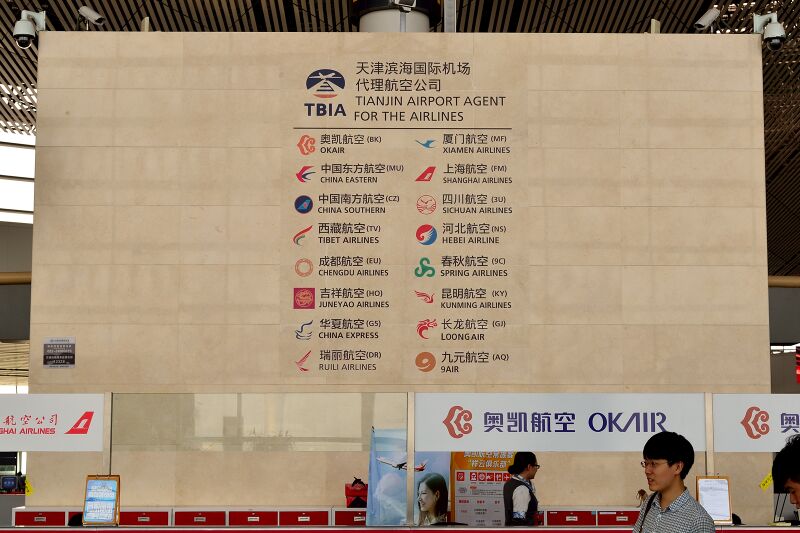 天津滨海国际机场
代理航空公司
TIANJIN AIRPORT AGENT
FOR THE AIRLINES
TBIA
奥凯航空 (BK)
OKAIR
厦门航空 (MF)
XIAMEN AIRLINES
中国东方航空 (MU)
CHINA EASTERN
上海航空 (FM)
SHANGHAI AIRLINES
中国南方航空 (CZ)
CHINA SOUTHERN
四川航空 (3U)
SICHUAN AIRLINES
西藏航空 (TV)
TIBET AIRLINES
河北航空 (NS)
HEBEI AIRLINE
成都航空 (EU)
CHENGDU AIRLINES
春秋航空 (9C)
SPRING AIRLINES
吉祥航空 (HO)
JUNEYAO AIRLINES
昆明航空 (KY)
KUNMING AIRLINES
华夏航空 (G5)
CHINA EXPRESS
长龙航空 (GJ)
LOONGAIR
瑞丽航空 (DR)
RUILI AIRLINES
九元航空 (AQ)
9AIR
航空公司
HAI AIRLINES
奥凯航空 OKAIR
奥